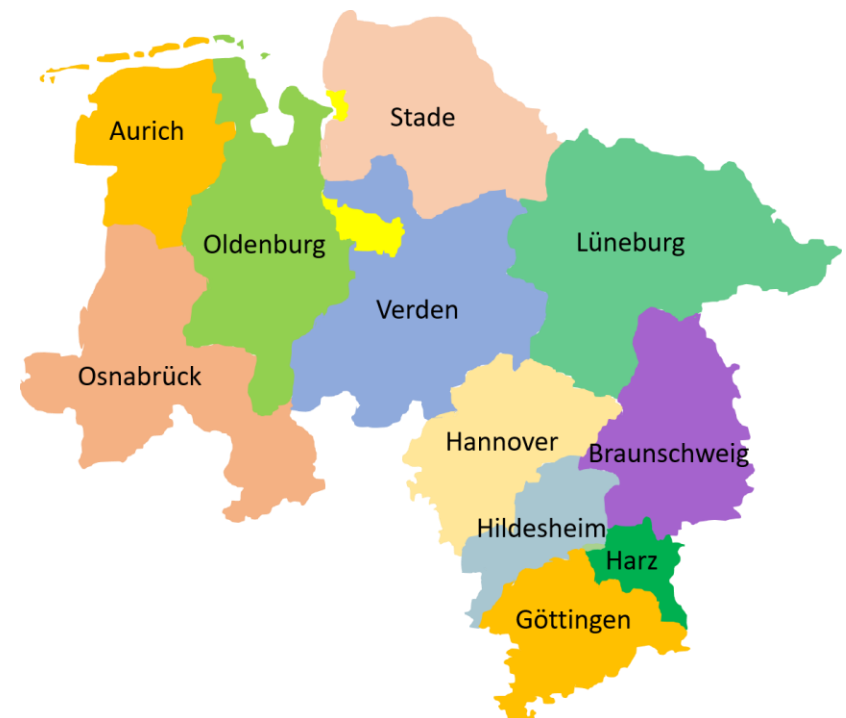 Stade
Aurich
Oldenburg
Lüneburg
Verden
Osnabrück
Hannover
Braunschweig
Hildesheim
Harz
Göttingen